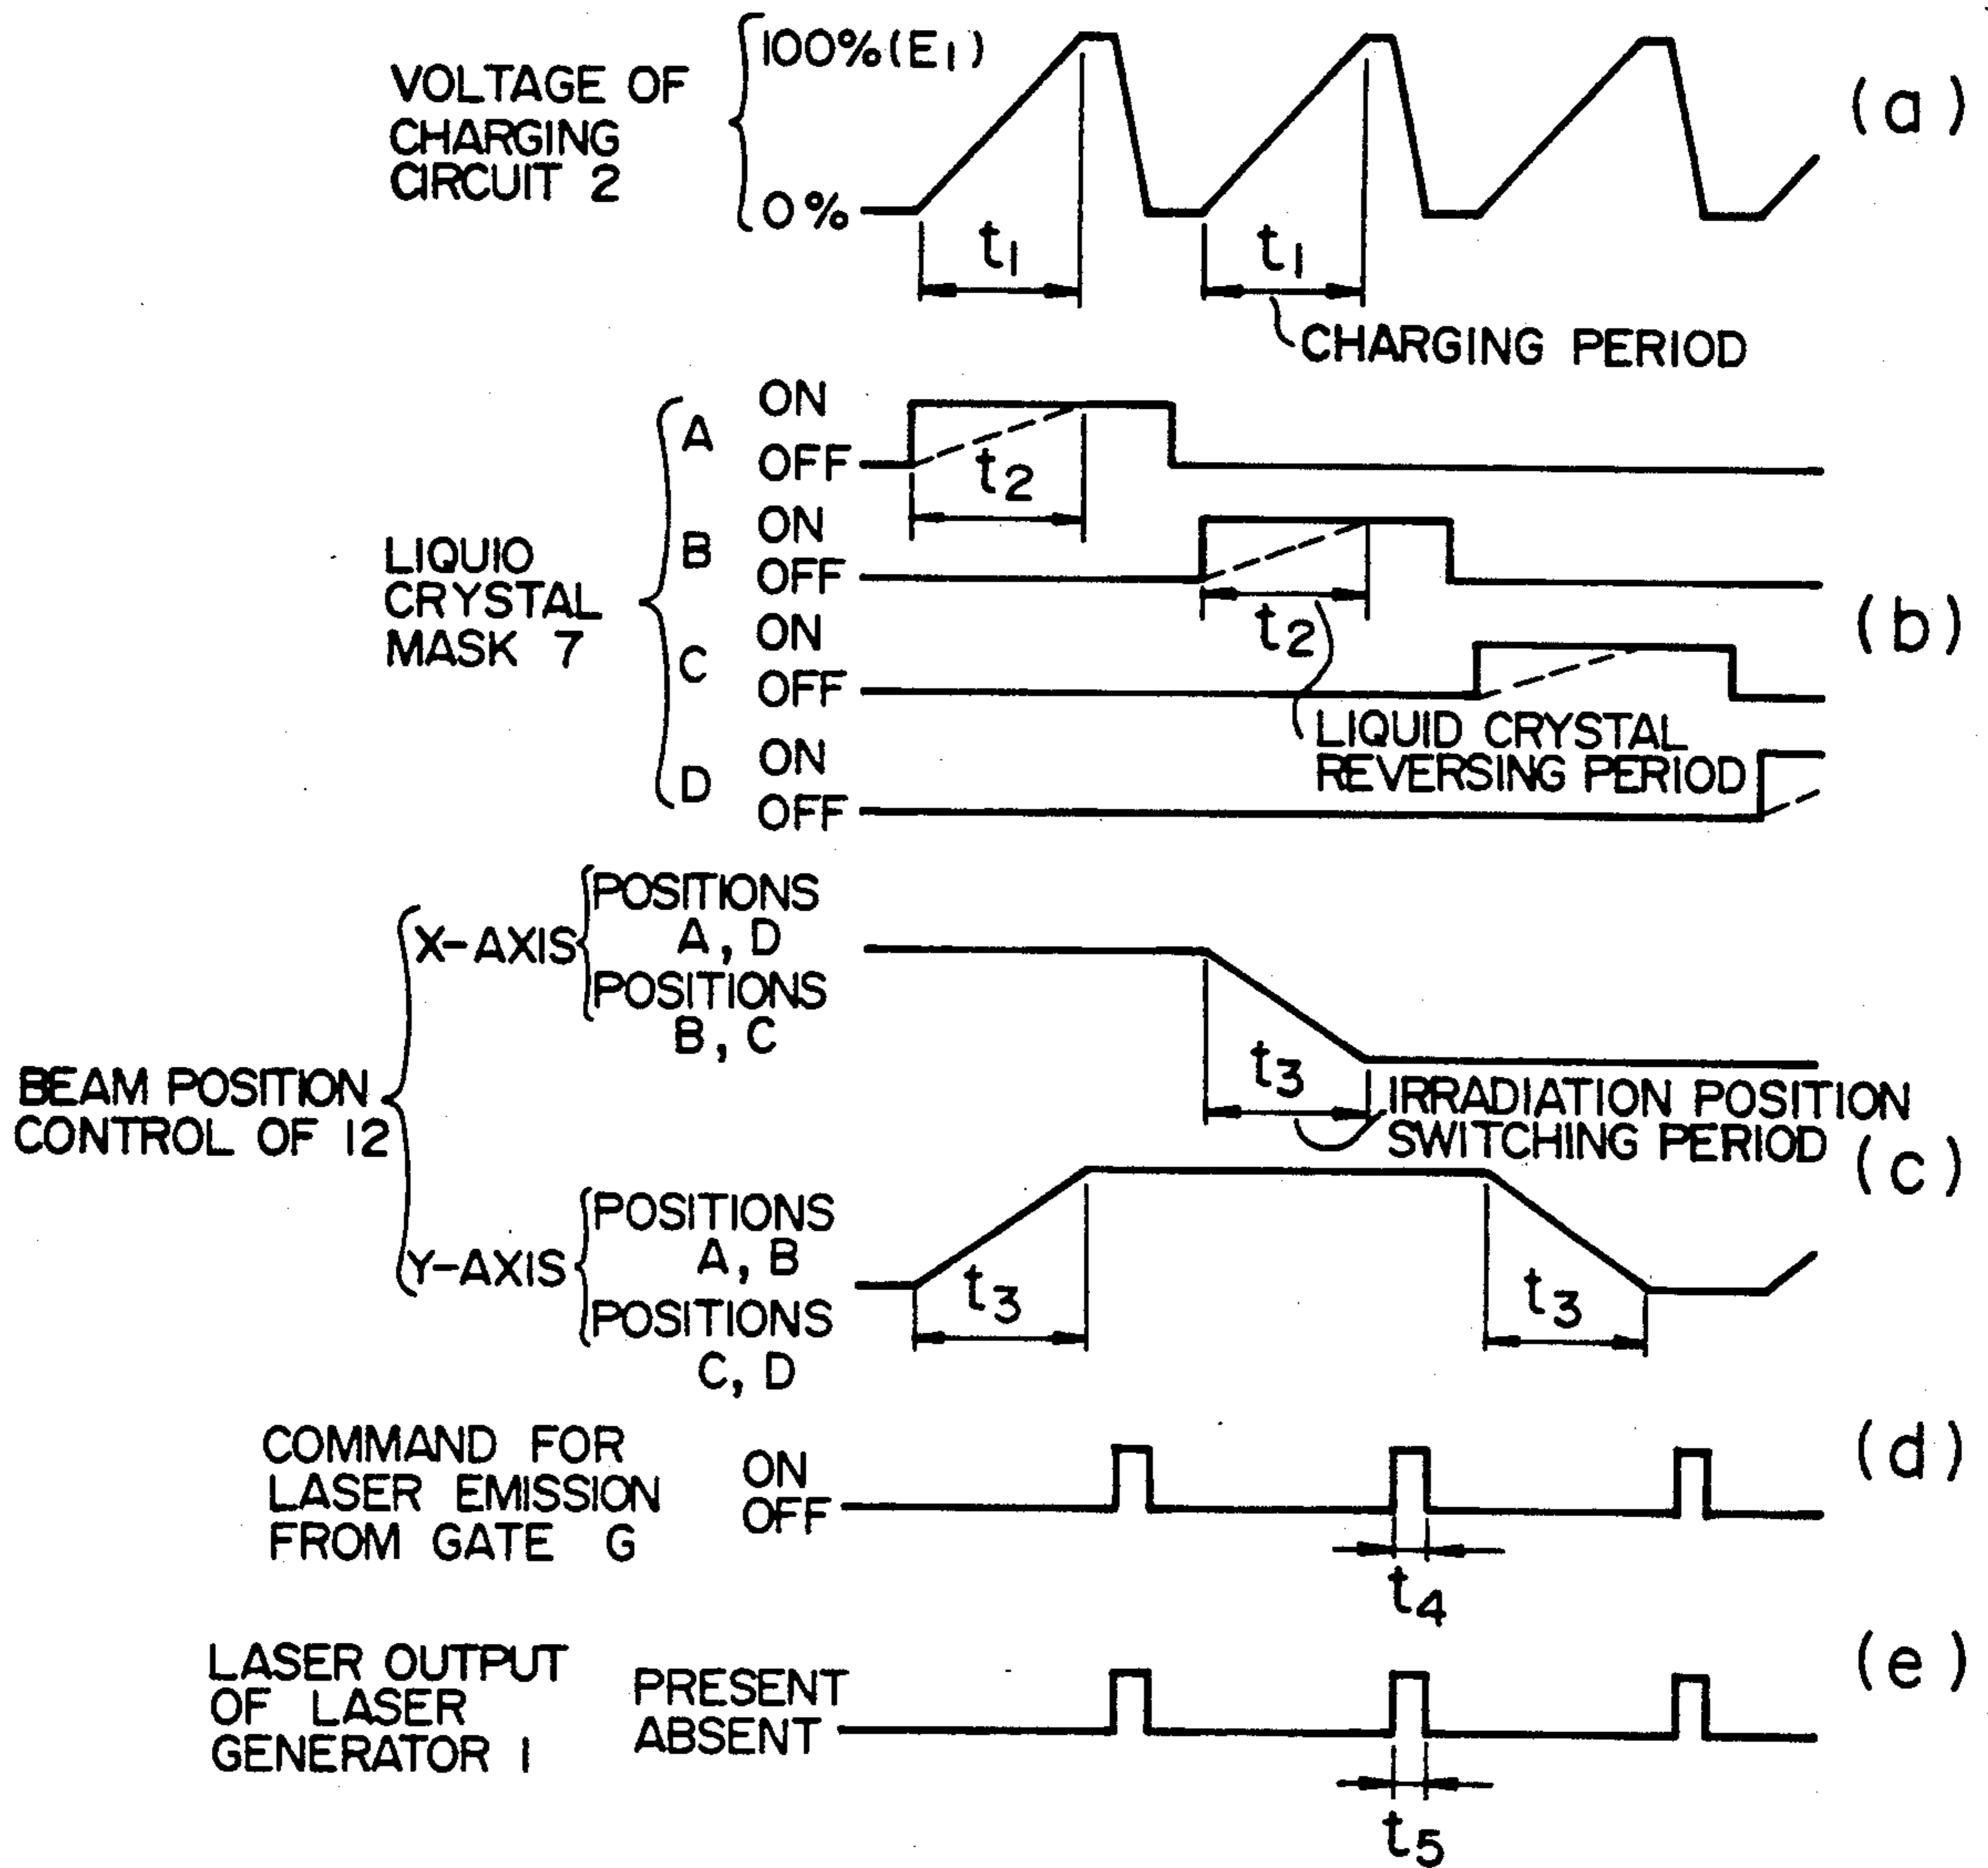 VOLTAGE OF
CHARGING
CIRCUIT 2
100% (E1)
0%
t1
t1
CHARGING PERIOD
(a)
LIQUIO
CRYSTAL
MASK 7
A
ON
OFF
t2
B
ON
OFF
t2
C
ON
OFF
LIQUID CRYSTAL
REVERSING PERIOD
D
ON
OFF
(b)
BEAM POSITION
CONTROL OF 12
X-AXIS
POSITIONS
A, D
POSITIONS
B, C
t3
IRRADIATION POSITION
SWITCHING PERIOD
(c)
Y-AXIS
POSITIONS
A, B
POSITIONS
C, D
t3
t3
COMMAND FOR
LASER EMISSION
FROM GATE G
ON
OFF
t4
(d)
LASER OUTPUT
OF LASER
GENERATOR 1
PRESENT
ABSENT
t5
(e)